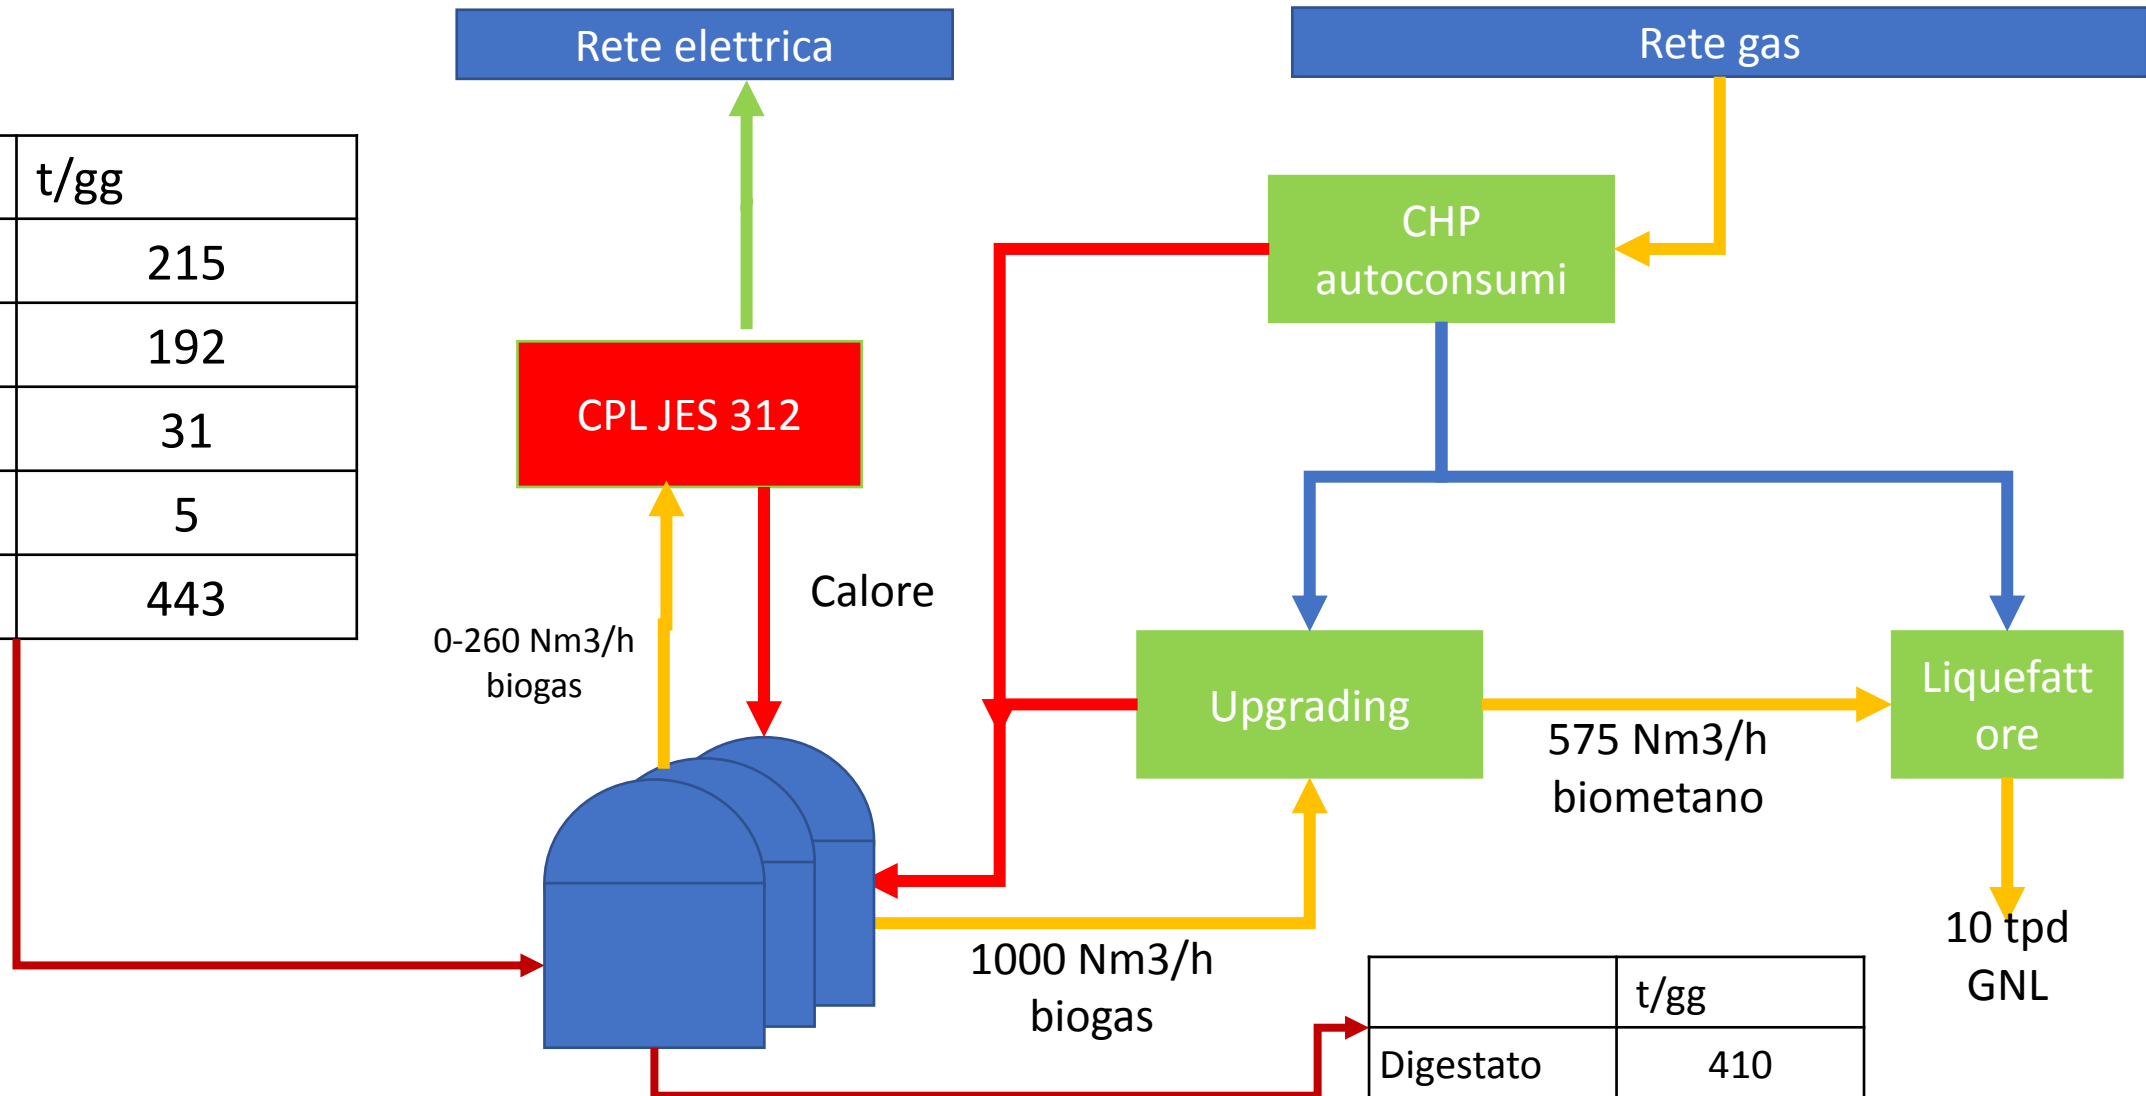 Rete elettrica
Rete gas
t/gg
215
192
31
5
443
CHP
autoconsumi
CPL JES 312
Calore
0-260 Nm3/h
biogas
Upgrading
575 Nm3/h
biometano
Liquefatt
ore
1000 Nm3/h
biogas
10 tpd
GNL
t/gg
Digestato 410